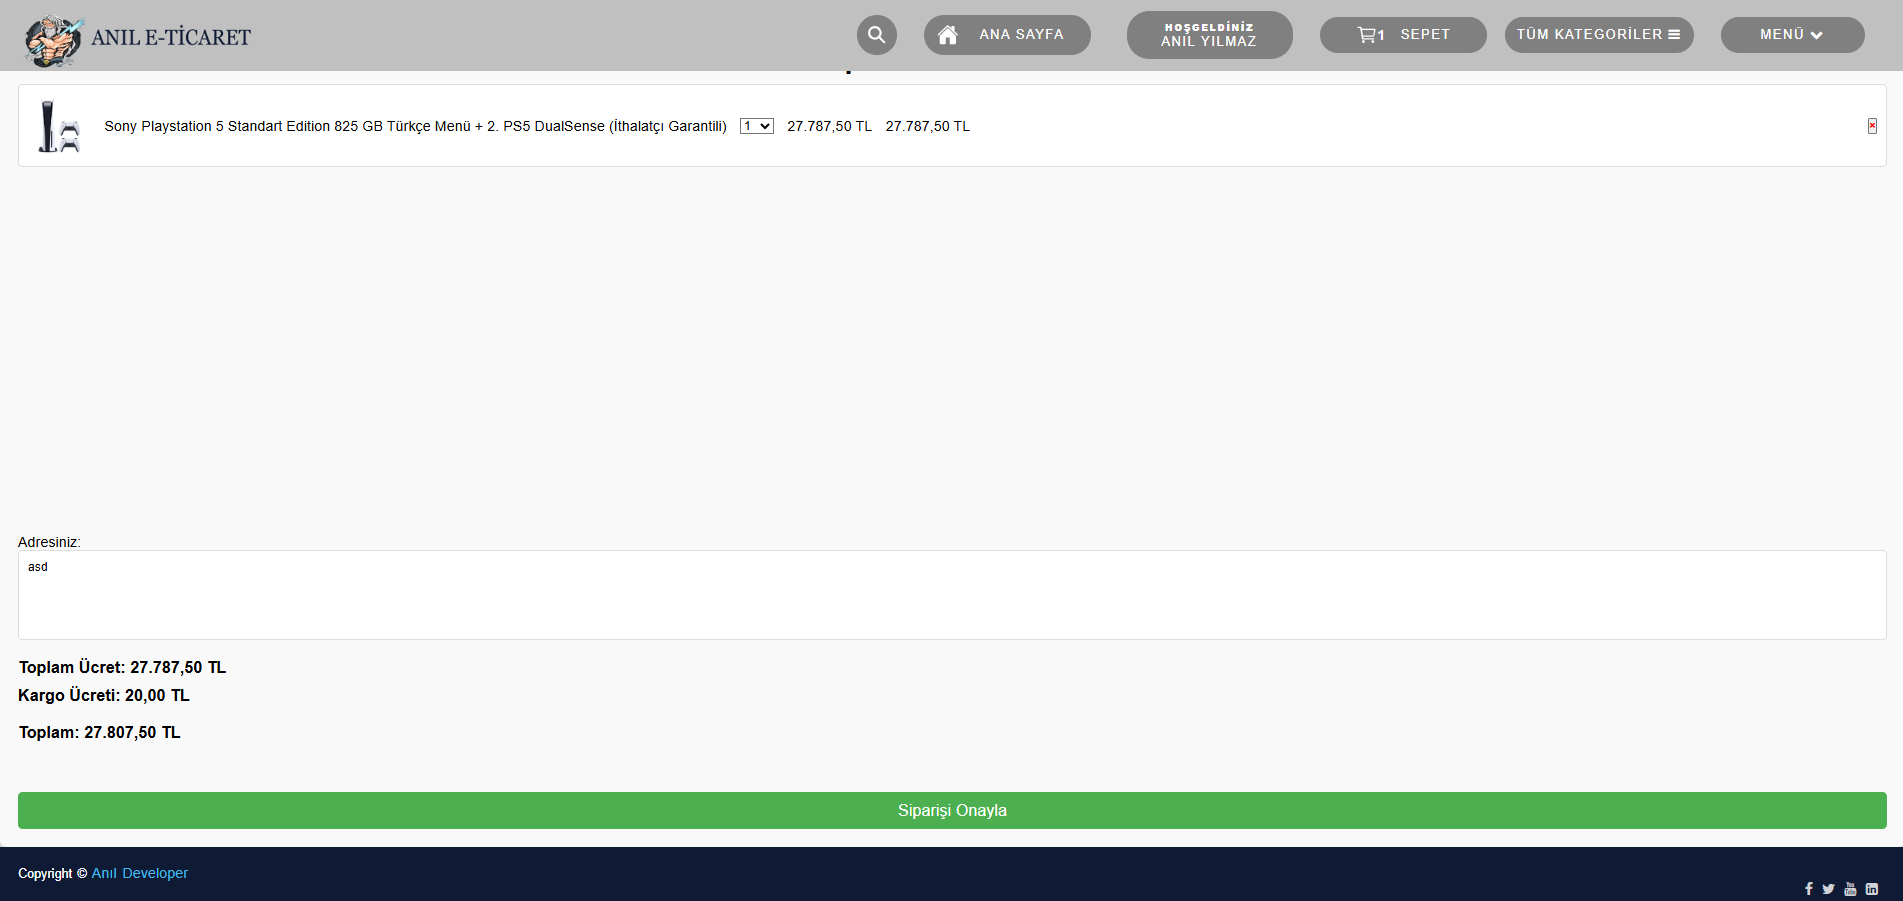 ANIL E-TİCARET
ANA SAYFA
HOŞGELDİNİZ
ANIL YILMAZ
1 SEPET
TÜM KATEGORİLER
MENÜ
Sony Playstation 5 Standart Edition 825 GB Türkçe Menü + 2. PS5 DualSense (İthalatçı Garantili) 1 27.787,50 TL 27.787,50 TL
Adresiniz:
asd
Toplam Ücret: 27.787,50 TL
Kargo Ücreti: 20,00 TL
Toplam: 27.807,50 TL
Siparişi Onayla
Copyright © Anıl Developer